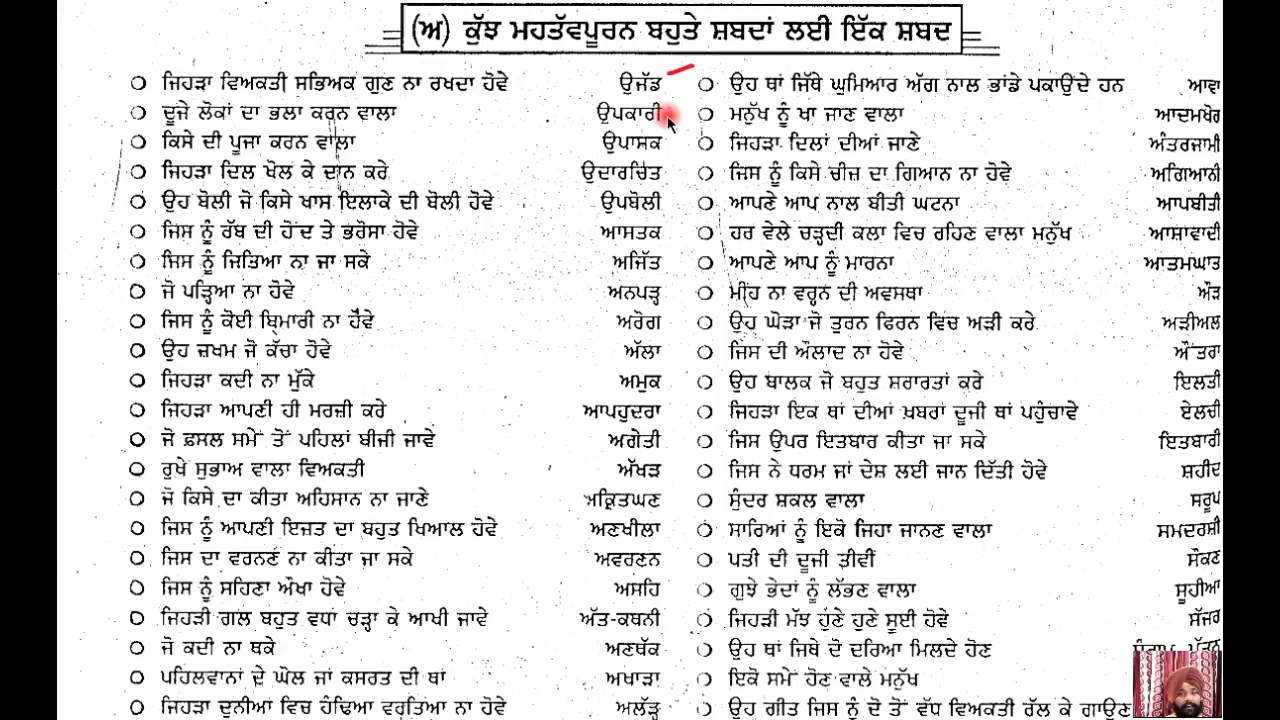 (ਅ) ਕੁੱਝ ਮਹਤੱਵਪੂਰਨ ਬਹੁਤੇ ਸ਼ਬਦਾਂ ਲਈ ਇੱਕ ਸ਼ਬਦ
ਜਿਹੜਾ ਵਿਅਕਤੀ ਸਭਿਅਕ ਗੁਣ ਨਾ ਰਖਦਾ ਹੋਵੇ ਉਜੱਡ
ਦੂਜੇ ਲੋਕਾਂ ਦਾ ਭਲਾ ਕਰਨ ਵਾਲਾ ਉਪਕਾਰੀ
ਕਿਸੇ ਦੀ ਪੂਜਾ ਕਰਨ ਵਾਲਾ ਉਪਾਸਕ
ਜਿਹੜਾ ਦਿਲ ਖੋਲ ਕੇ ਦਾਨ ਕਰੇ ਉਦਾਰਚਿੱਤ
ਉਹ ਬੋਲੀ ਜੋ ਕਿਸੇ ਖਾਸ ਇਲਾਕੇ ਦੀ ਬੋਲੀ ਹੋਵੇ ਉਪਬੋਲੀ
ਜਿਸ ਨੂੰ ਰੱਬ ਦੀ ਹੋਂਦ ਤੇ ਭਰੋਸਾ ਹੋਵੇ ਆਸਤਕ
ਜਿਸ ਨੂੰ ਜਿਤਿਆ ਨਾ ਜਾ ਸਕੇ ਅਜਿੱਤ
ਜੋ ਪੜ੍ਹਿਆ ਨਾ ਹੋਵੇ ਅਨਪੜ੍ਹ
ਜਿਸ ਨੂੰ ਕੋਈ ਬਿਮਾਰੀ ਨਾ ਹੋਵੇ ਅਰੋਗ
ਉਹ ਜ਼ਖਮ ਜੋ ਕੱਚਾ ਹੋਵੇ ਅੱਲਾ
ਜਿਹੜਾ ਕਦੀ ਨਾ ਮੁੱਕੇ ਅਮੁਕ
ਜਿਹੜਾ ਆਪਣੀ ਹੀ ਮਰਜ਼ੀ ਕਰੇ ਆਪਹੁਦਰਾ
ਜੋ ਫ਼ਸਲ ਸਮੇਂ ਤੋਂ ਪਹਿਲਾਂ ਬੀਜੀ ਜਾਵੇ ਅਗੇਤੀ
ਰੁਖੇ ਸੁਭਾਅ ਵਾਲਾ ਵਿਅਕਤੀ ਅੱਖੜ
ਜੋ ਕਿਸੇ ਦਾ ਕੀਤਾ ਅਹਿਸਾਨ ਨਾ ਜਾਣੇ ਅਕ੍ਰਿਤਘਣ
ਜਿਸ ਨੂੰ ਆਪਣੀ ਇਜ਼ਤ ਦਾ ਬਹੁਤ ਖਿਆਲ ਹੋਵੇ ਅਣਖੀਲਾ
ਜਿਸ ਦਾ ਵਰਨਣ ਨਾ ਕੀਤਾ ਜਾ ਸਕੇ ਅਵਰਣਨ
ਜਿਸ ਨੂੰ ਸਹਿਣਾ ਔਖਾ ਹੋਵੇ ਅਸਹਿ
ਜਿਹੜੀ ਗਲ ਬਹੁਤ ਵਧਾ ਚੜ੍ਹਾ ਕੇ ਆਖੀ ਜਾਵੇ ਅੱਤ-ਕਥਨੀ
ਜੋ ਕਦੀ ਨਾ ਥਕੇ ਅਣਥੱਕ
ਪਹਿਲਵਾਨਾਂ ਦੇ ਘੋਲ ਜਾਂ ਕਸਰਤ ਦੀ ਥਾਂ ਅਖਾੜਾ
ਜਿਹੜਾ ਦੁਨੀਆਂ ਵਿਚ ਹੰਢਿਆ ਵਰਤਿਆ ਨਾ ਹੋਵੇ ਅਲੱੜ੍ਹ
ਉਹ ਥਾਂ ਜਿੱਥੇ ਘੁਮਿਆਰ ਅੱਗ ਨਾਲ ਭਾਂਡੇ ਪਕਾਉਂਦੇ ਹਨ ਆਵਾ
ਮਨੁੱਖ ਨੂੰ ਖਾ ਜਾਣ ਵਾਲਾ ਆਦਮਖੋਰ
ਜਿਹੜਾ ਦਿਲਾਂ ਦੀਆਂ ਜਾਣੇ ਅੰਤਰਜਾਮੀ
ਜਿਸ ਨੂੰ ਕਿਸੇ ਚੀਜ਼ ਦਾ ਗਿਆਨ ਨਾ ਹੋਵੇ ਅਗਿਆਨੀ
ਆਪਣੇ ਆਪ ਨਾਲ ਬੀਤੀ ਘਟਨਾ ਆਪਬੀਤੀ
ਹਰ ਵੇਲੇ ਚੜ੍ਹਦੀ ਕਲਾ ਵਿਚ ਰਹਿਣ ਵਾਲਾ ਮਨੁੱਖ ਆਸ਼ਾਵਾਦੀ
ਆਪਣੇ ਆਪ ਨੂੰ ਮਾਰਨਾ ਆਤਮਘਾਤ
ਮੀਂਹ ਨਾ ਵਰ੍ਹਨ ਦੀ ਅਵਸਥਾ ਔੜ
ਉਹ ਘੋੜਾ ਜੋ ਤੁਰਨ ਫਿਰਨ ਵਿਚ ਅੜੀ ਕਰੇ ਅੜੀਅਲ
ਜਿਸ ਦੀ ਔਲਾਦ ਨਾ ਹੋਵੇ ਔਂਤਰਾ
ਉਹ ਬਾਲਕ ਜੋ ਬਹੁਤ ਸ਼ਰਾਰਤਾਂ ਕਰੇ ਇਲਤੀ
ਜਿਹੜਾ ਇਕ ਥਾਂ ਦੀਆਂ ਖ਼ਬਰਾਂ ਦੂਜੀ ਥਾਂ ਪਹੁੰਚਾਵੇ ਏਲਚੀ
ਜਿਸ ਉਪਰ ਇਤਬਾਰ ਕੀਤਾ ਜਾ ਸਕੇ ਇਤਬਾਰੀ
ਜਿਸ ਨੇ ਧਰਮ ਜਾਂ ਦੇਸ਼ ਲਈ ਜਾਨ ਦਿੱਤੀ ਹੋਵੇ ਸ਼ਹੀਦ
ਸੁੰਦਰ ਸ਼ਕਲ ਵਾਲਾ ਸਰੂਪ
ਸਾਰਿਆਂ ਨੂੰ ਇਕੋ ਜਿਹਾ ਜਾਨਣ ਵਾਲਾ ਸਮਦਰਸ਼ੀ
ਪਤੀ ਦੀ ਦੂਜੀ ਤੀਵੀਂ ਸੌਂਕਣ
ਗੁਝੇ ਭੇਦਾਂ ਨੂੰ ਲੱਭਣ ਵਾਲਾ ਸੂਹੀਆ
ਜਿਹੜੀ ਮੱਝ ਹੁਣੇ ਹੁਣੇ ਸੂਈ ਹੋਵੇ ਸੱਜਰ
ਉਹ ਥਾਂ ਜਿਥੇ ਦੋ ਦਰਿਆ ਮਿਲਦੇ ਹੋਣ
ਇਕੋ ਸਮੇਂ ਹੋਣ ਵਾਲੇ ਮਨੁੱਖ
ਉਹ ਗੀਤ ਜਿਸ ਨੂੰ ਦੋ ਤੋਂ ਵੱਧ ਵਿਅਕਤੀ ਰੱਲ ਕੇ ਗਾਉਣ